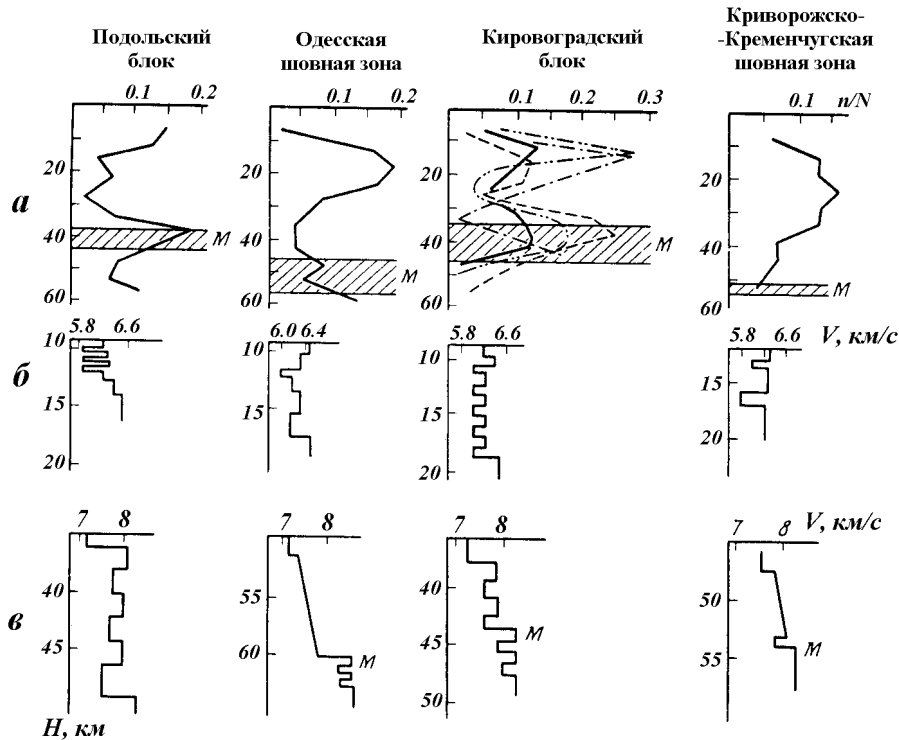 Подольский
блок
Одесская
шовная зона
Кировоградский
блок
Криворожско-
-Кременчугская
шовная зона
0.1 0.2
0.1 0.2
0.1 0.2 0.3
0.1 n/N
а
20
40
60
М
20
40
60
М
20
40
60
М
20
40
60
М
б
5.8 6.6
10
15
20
6.0 6.4
10
15
5.8 6.6
10
15
20
5.8 6.6 V, км/с
15
20
в
7 8
40
45
7 8
55
60
М
7 8
40
45
50
М
7 8 V, км/с
50
55
М
H, км